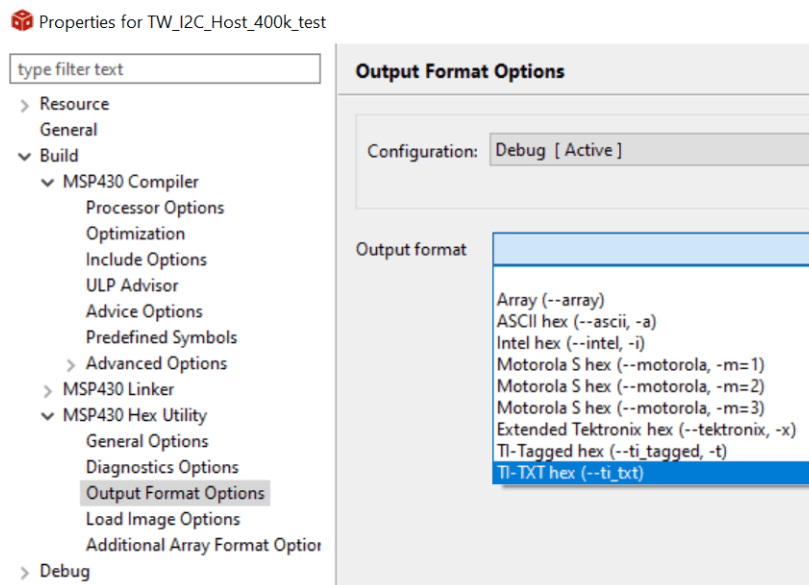 Properties for TW_I2C_Host_400k_test
type filter text
Resource
General
Build
MSP430 Compiler
Processor Options
Optimization
Include Options
ULP Advisor
Advice Options
Predefined Symbols
Advanced Options
MSP430 Linker
MSP430 Hex Utility
General Options
Diagnostics Options
Output Format Options
Load Image Options
Additional Array Format Option
Debug
Output Format Options
Configuration: Debug [ Active ]
Output format
Array (--array)
ASCII hex (--ascii, -a)
Intel hex (--intel, -i)
Motorola S hex (--motorola, -m=1)
Motorola S hex (--motorola, -m=2)
Motorola S hex (--motorola, -m=3)
Extended Tektronix hex (--tektronix, -x)
TI-Tagged hex (--ti_tagged, -t)
TI-TXT hex (--ti_txt)